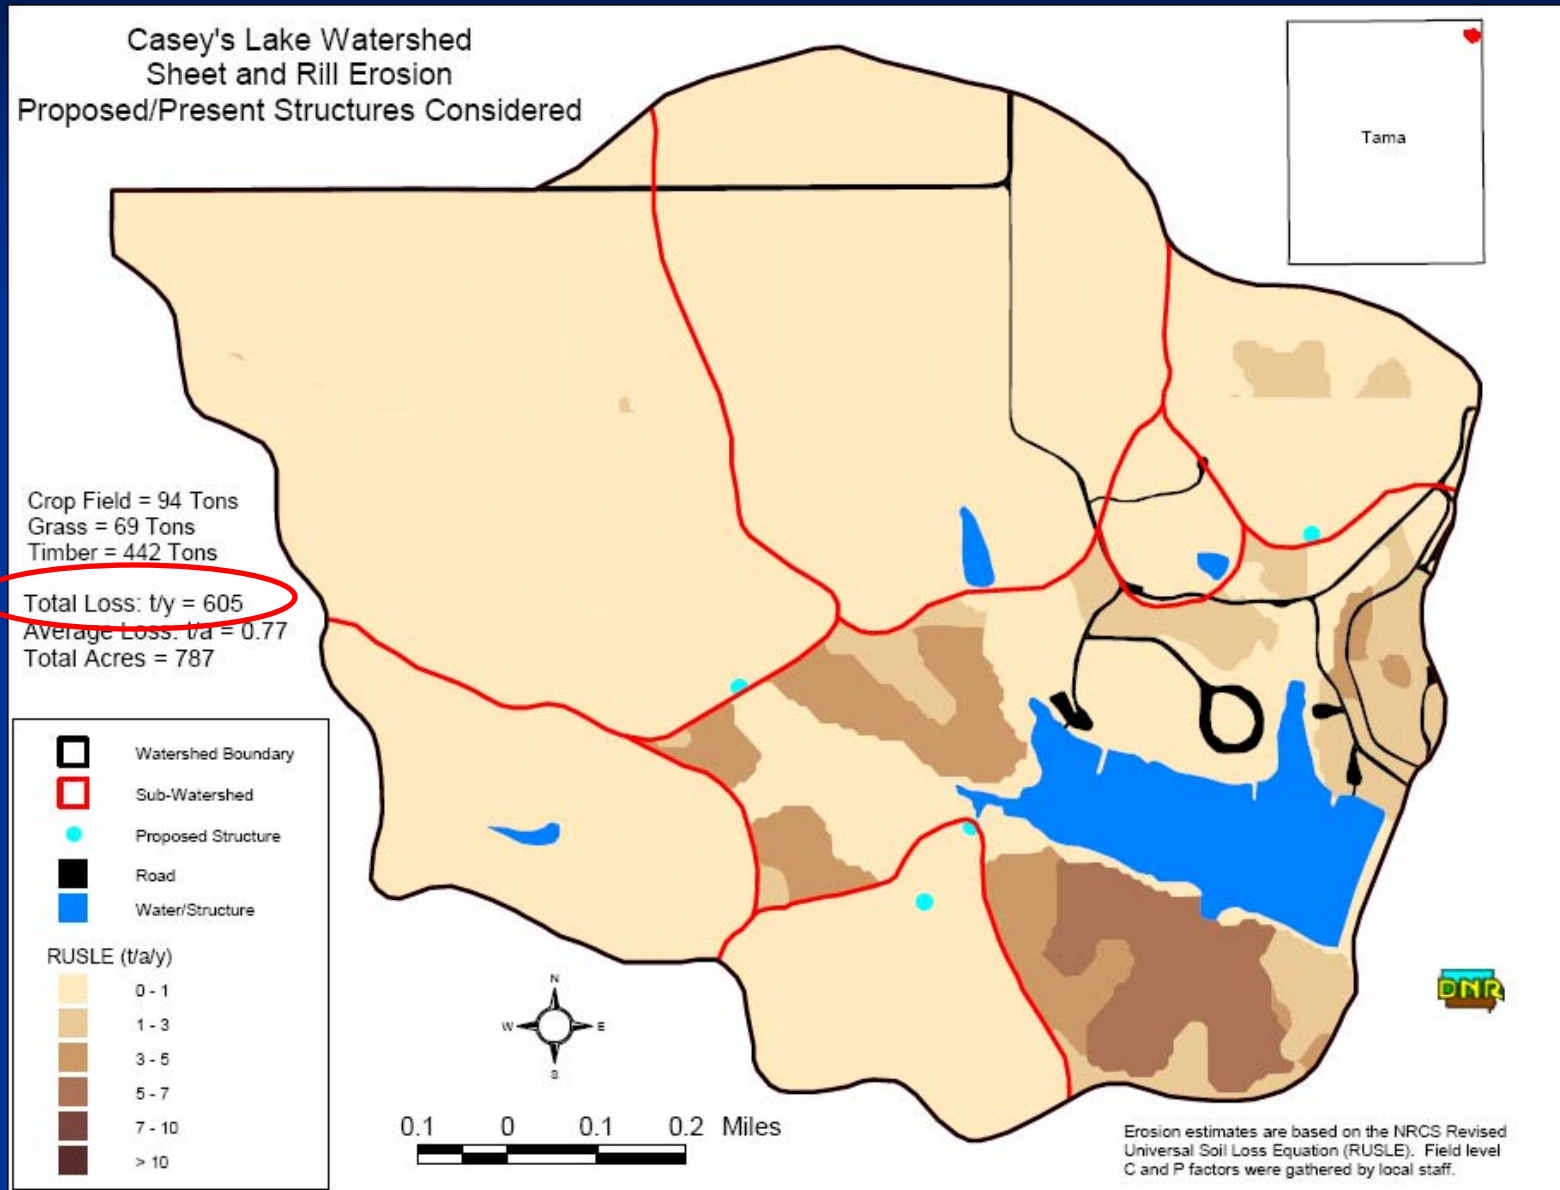 Casey's Lake Watershed
Sheet and Rill Erosion
Proposed/Present Structures Considered
Tama
Crop Field = 94 Tons
Grass = 69 Tons
Timber = 442 Tons
Total Loss: t/y = 605
Average Loss: t/a = 0.77
Total Acres = 787
Watershed Boundary
Sub-Watershed
Proposed Structure
Road
Water/Structure
RUSLE (t/a/y)
0 - 1
1 - 3
3 - 5
5 - 7
7 - 10
> 10
N
W E
S
0.1 0 0.1 0.2 Miles
DNR
Erosion estimates are based on the NRCS Revised
Universal Soil Loss Equation (RUSLE). Field level
C and P factors were gathered by local staff.